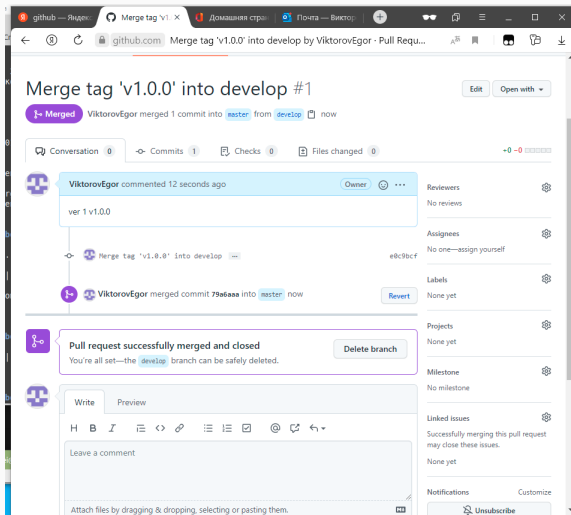 github — Яндекс
Merge tag 'v1.0.0'
Домашняя стран
Почта — Виктор
github.com Merge tag 'v1.0.0' into develop by ViktorovEgor · Pull Requ...
Merge tag 'v1.0.0' into develop #1
Edit
Open with
Merged
ViktorovEgor merged 1 commit into master from develop now
Conversation 0
Commits 1
Checks 0
Files changed 0
+0 −0
ViktorovEgor commented 12 seconds ago
Owner
ver 1 v1.0.0
Merge tag 'v1.0.0' into develop ...
e0c9bcf
ViktorovEgor merged commit 79a6aaa into master now
Revert
Pull request successfully merged and closed
You're all set—the develop branch can be safely deleted.
Delete branch
Write
Preview
H B I
Leave a comment
Attach files by dragging & dropping, selecting or pasting them.
Reviewers
No reviews
Assignees
No one—assign yourself
Labels
None yet
Projects
None yet
Milestone
No milestone
Linked issues
Successfully merging this pull request
may close these issues.
None yet
Notifications
Customize
Unsubscribe